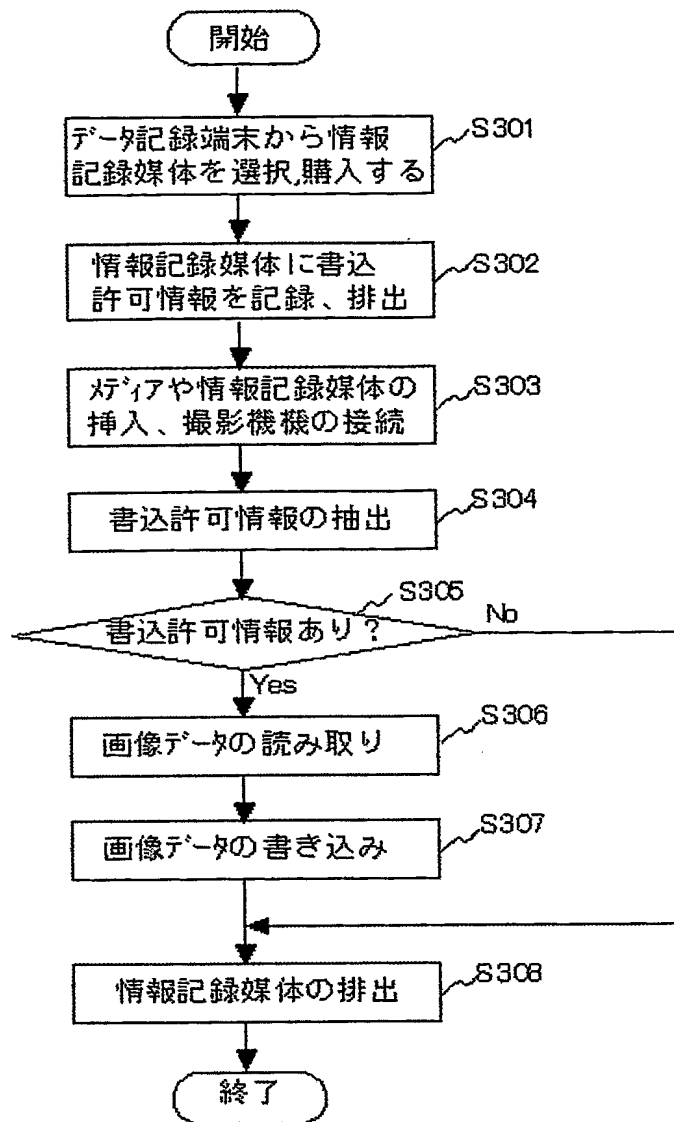 開始
データ記録端末から情報
記録媒体を選択,購入する
S301
情報記録媒体に書込
許可情報を記録、排出
S302
メディアや情報記録媒体の
挿入、撮影機機の接続
S303
書込許可情報の抽出
S304
書込許可情報あり?
S305
No
Yes
画像データの読み取り
S306
画像データの書き込み
S307
情報記録媒体の排出
S308
終了